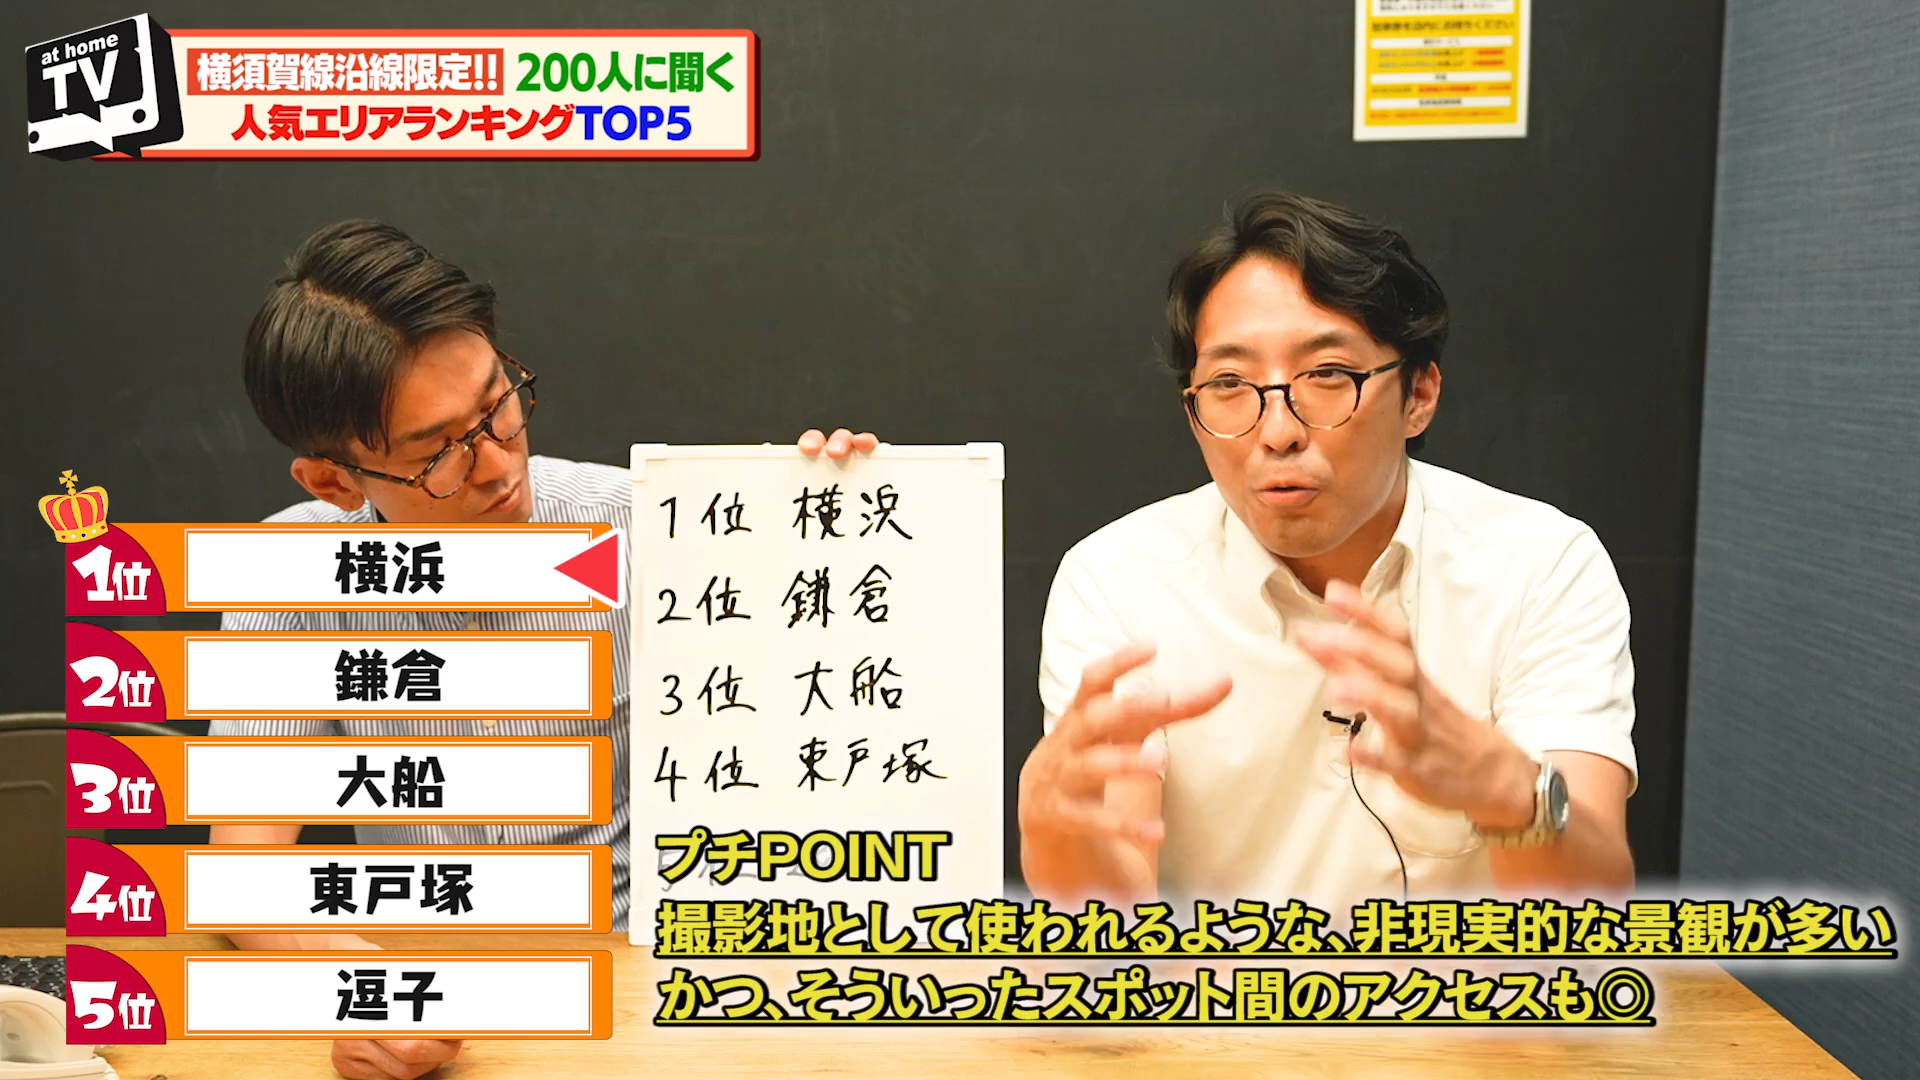 at home
TV
横須賀線沿線限定!! 200人に聞く
人気エリアランキングTOP5
1位 横浜
2位 鎌倉
3位 大船
4位 東戸塚
5位 逗子
1位 横浜
2位 鎌倉
3位 大船
4位 東戸塚
プチPOINT
撮影地として使われるような、非現実的な景観が多い
かつ、そういったスポット間のアクセスも◎